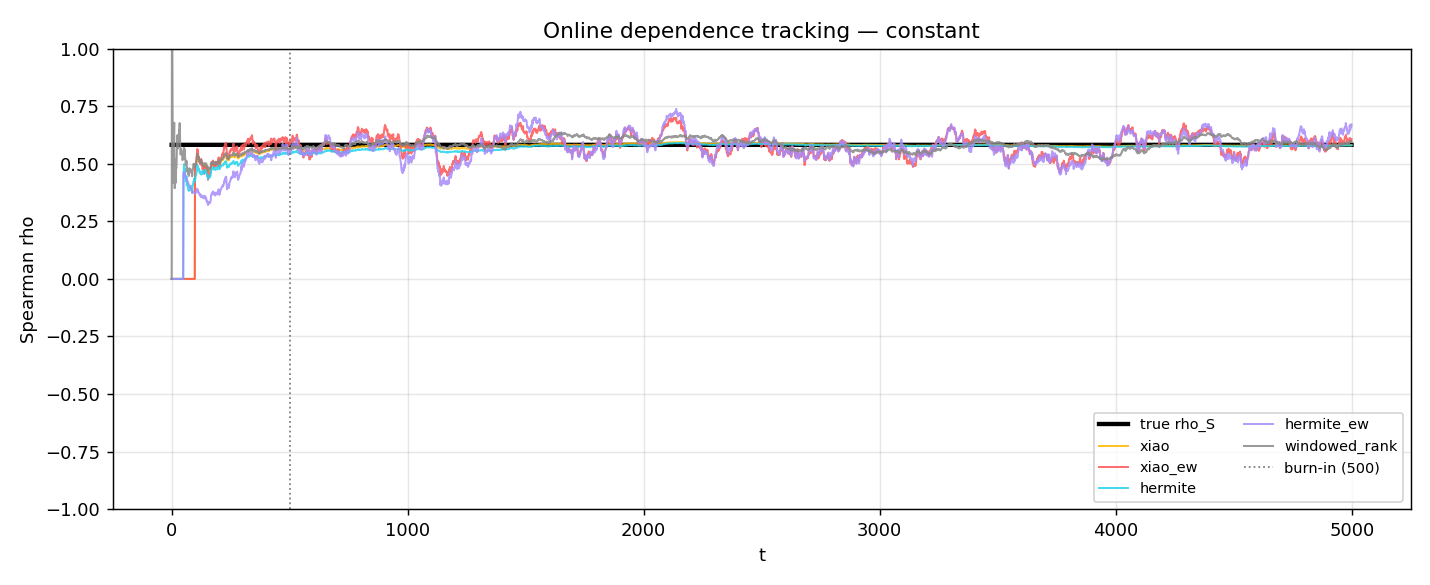 Online dependence tracking — constant
Spearman rho
1.00
0.75
0.50
0.25
0.00
−0.25
−0.50
−0.75
−1.00
true rho_S
xiao
xiao_ew
hermite
hermite_ew
windowed_rank
burn-in (500)
0
1000
2000
3000
4000
5000
t